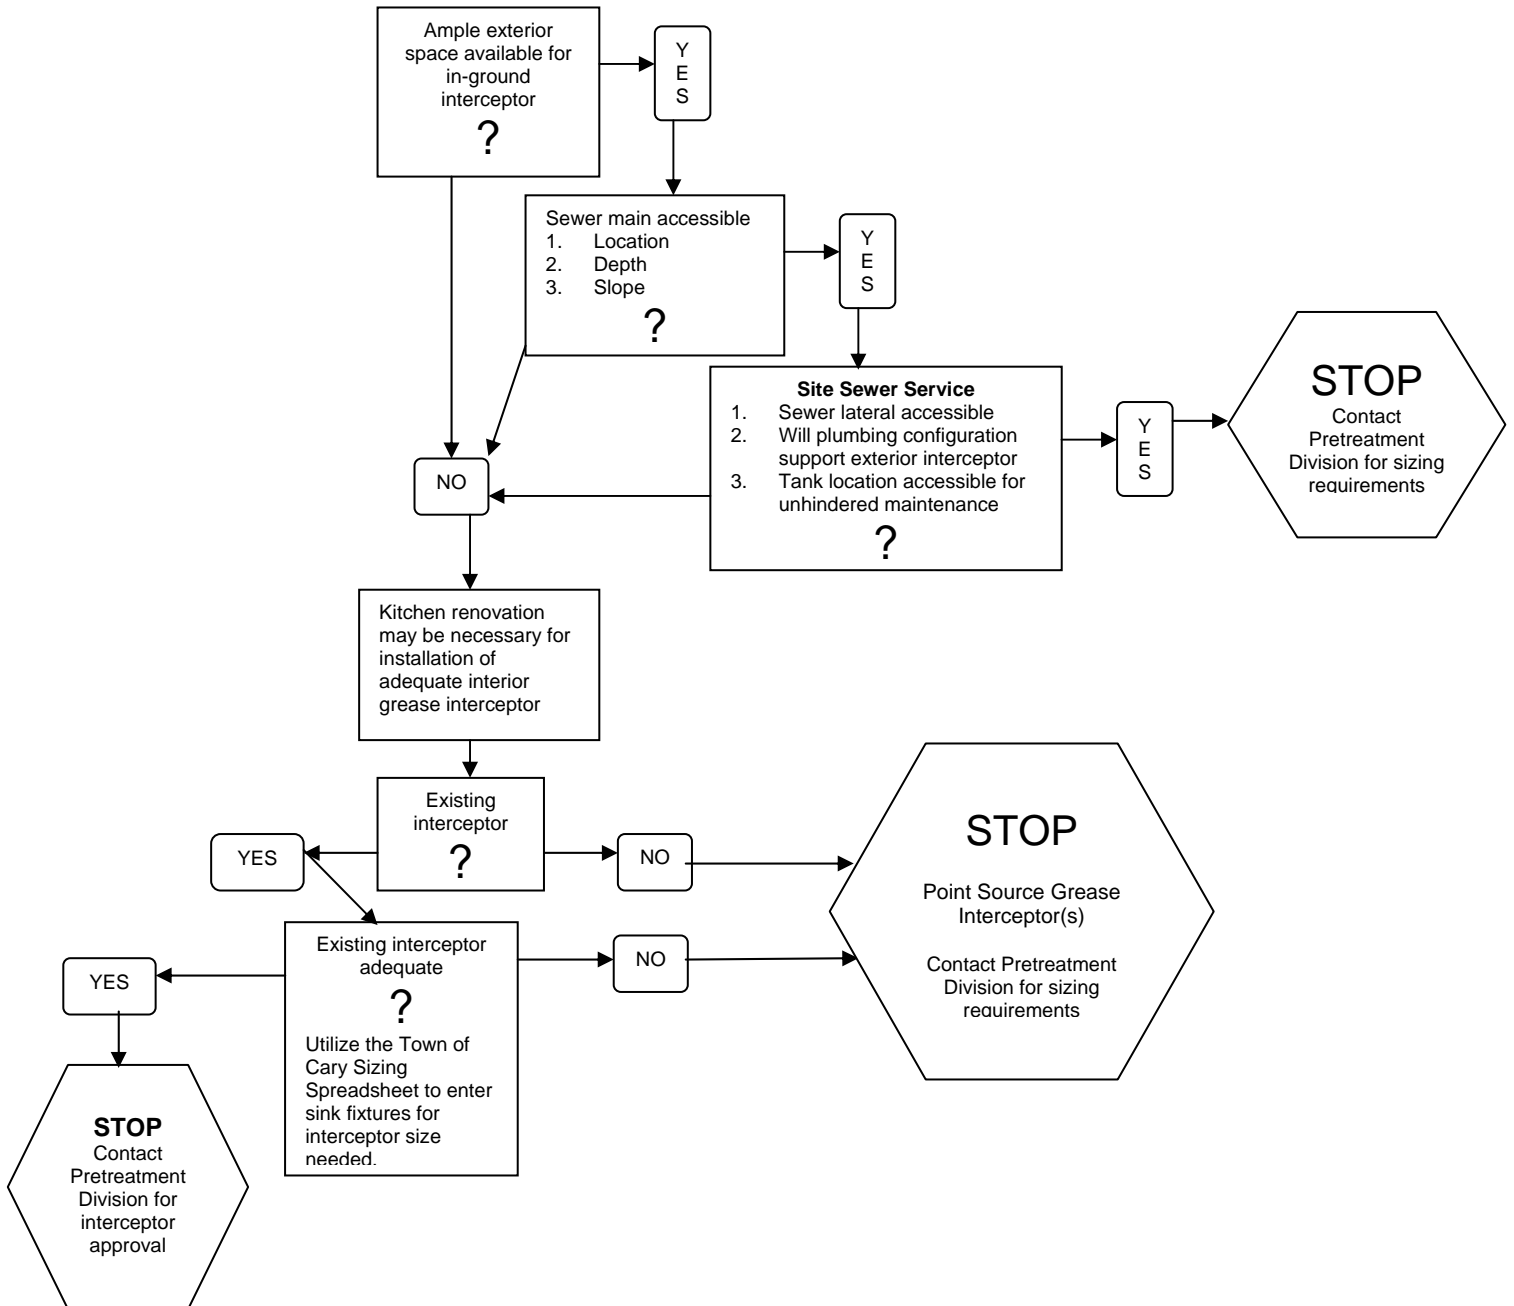 Ample exterior
space available for
in-ground
interceptor
?
Y
E
S
Sewer main accessible
1. Location
2. Depth
3. Slope
?
Y
E
S
Site Sewer Service
1. Sewer lateral accessible
2. Will plumbing configuration
support exterior interceptor
3. Tank location accessible for
unhindered maintenance
?
Y
E
S
STOP
Contact
Pretreatment
Division for sizing
requirements
NO
Kitchen renovation
may be necessary for
installation of
adequate interior
grease interceptor
Existing
interceptor
?
YES
NO
STOP
Point Source Grease
Interceptor(s)
Contact Pretreatment
Division for sizing
requirements
Existing interceptor
adequate
?
Utilize the Town of
Cary Sizing
Spreadsheet to enter
sink fixtures for
interceptor size
needed.
NO
YES
STOP
Contact
Pretreatment
Division for
interceptor
approval